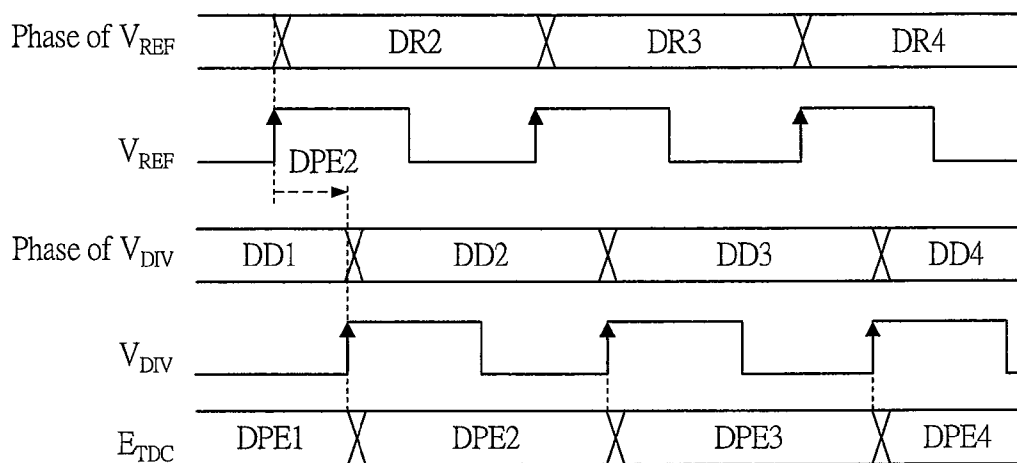 Phase of V_REF DR2 DR3 DR4
V_REF
DPE2
Phase of V_DIV DD1 DD2 DD3 DD4
V_DIV
E_TDC DPE1 DPE2 DPE3 DPE4